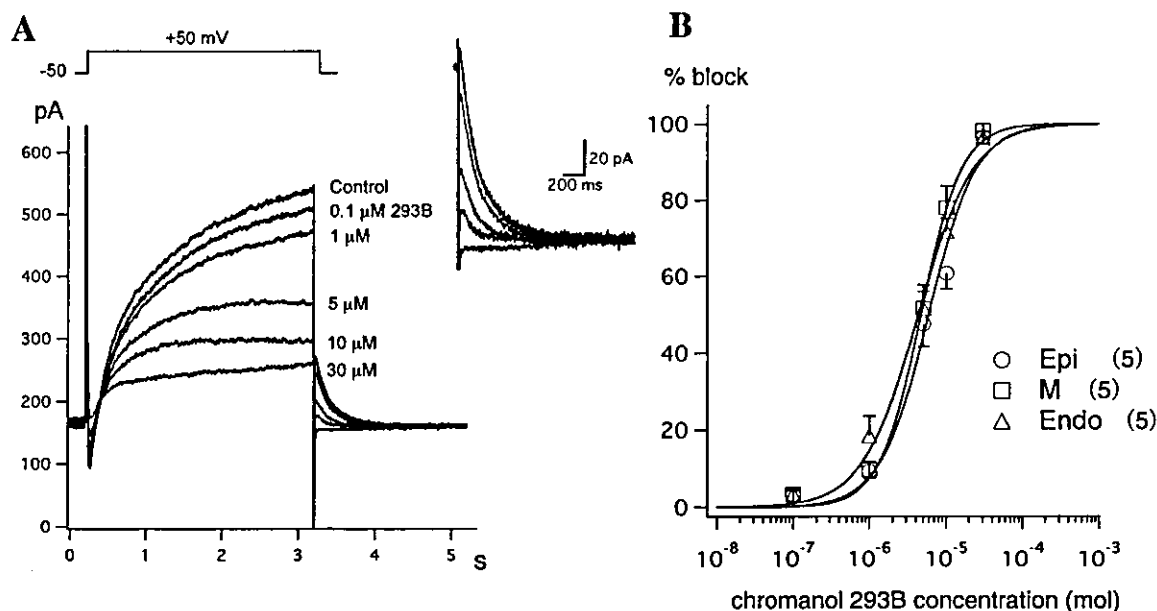 A
+50 mV
-50
pA
600
500
400
300
200
100
0
Control
0.1 µM 293B
1 µM
5 µM
10 µM
30 µM
0 1 2 3 4 5 S
20 pA
200 ms
B
% block
100
80
60
40
20
0
Epi (5)
M (5)
Endo (5)
10-8 10-7 10-6 10-5 10-4 10-3
chromanol 293B concentration (mol)